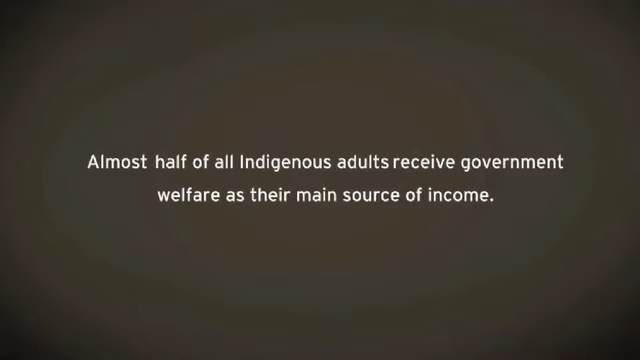 Almost half of all Indigenous adults receive government
welfare as their main source of income.